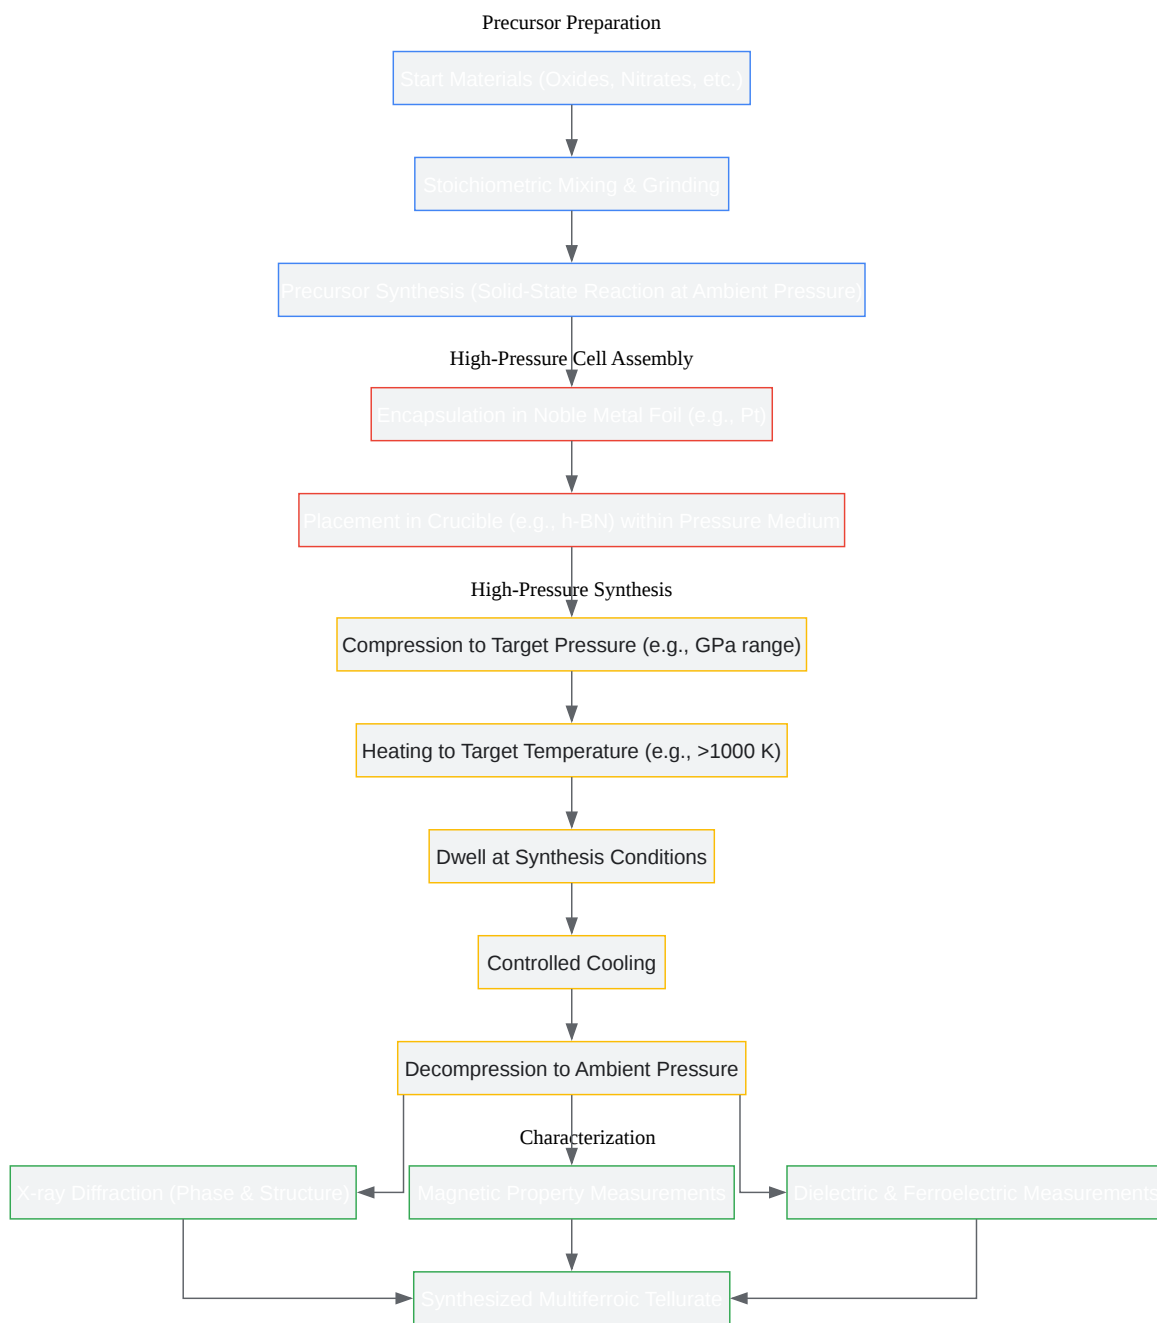 Precursor Preparation
Start Materials (Oxides, Nitrates, etc.)
Stoichiometric Mixing & Grinding
Precursor Synthesis (Solid-State Reaction at Ambient Pressure)
High-Pressure Cell Assembly
Encapsulation in Noble Metal Foil (e.g., Pt)
Placement in Crucible (e.g., h-BN) within Pressure Medium
High-Pressure Synthesis
Compression to Target Pressure (e.g., GPa range)
Heating to Target Temperature (e.g., >1000 K)
Dwell at Synthesis Conditions
Controlled Cooling
Decompression to Ambient Pressure
Characterization
X-ray Diffraction (Phase & Structure)
Magnetic Property Measurements
Dielectric & Ferroelectric Measurements
Synthesized Multiferroic Tellurate